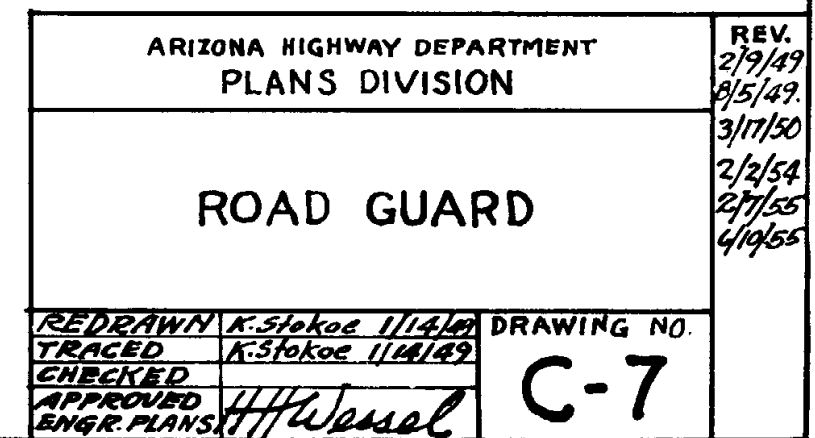 ARIZONA HIGHWAY DEPARTMENT
PLANS DIVISION
ROAD GUARD
REV.
2/9/49
8/5/49.
3/17/50
2/2/54
2/7/55
6/10/55
REDRAWN K. Stokoe 1/14/49
TRACED K. Stokoe 1/14/49
CHECKED
APPROVED
ENGR. PLANS HH Wessel
DRAWING NO.
C-7